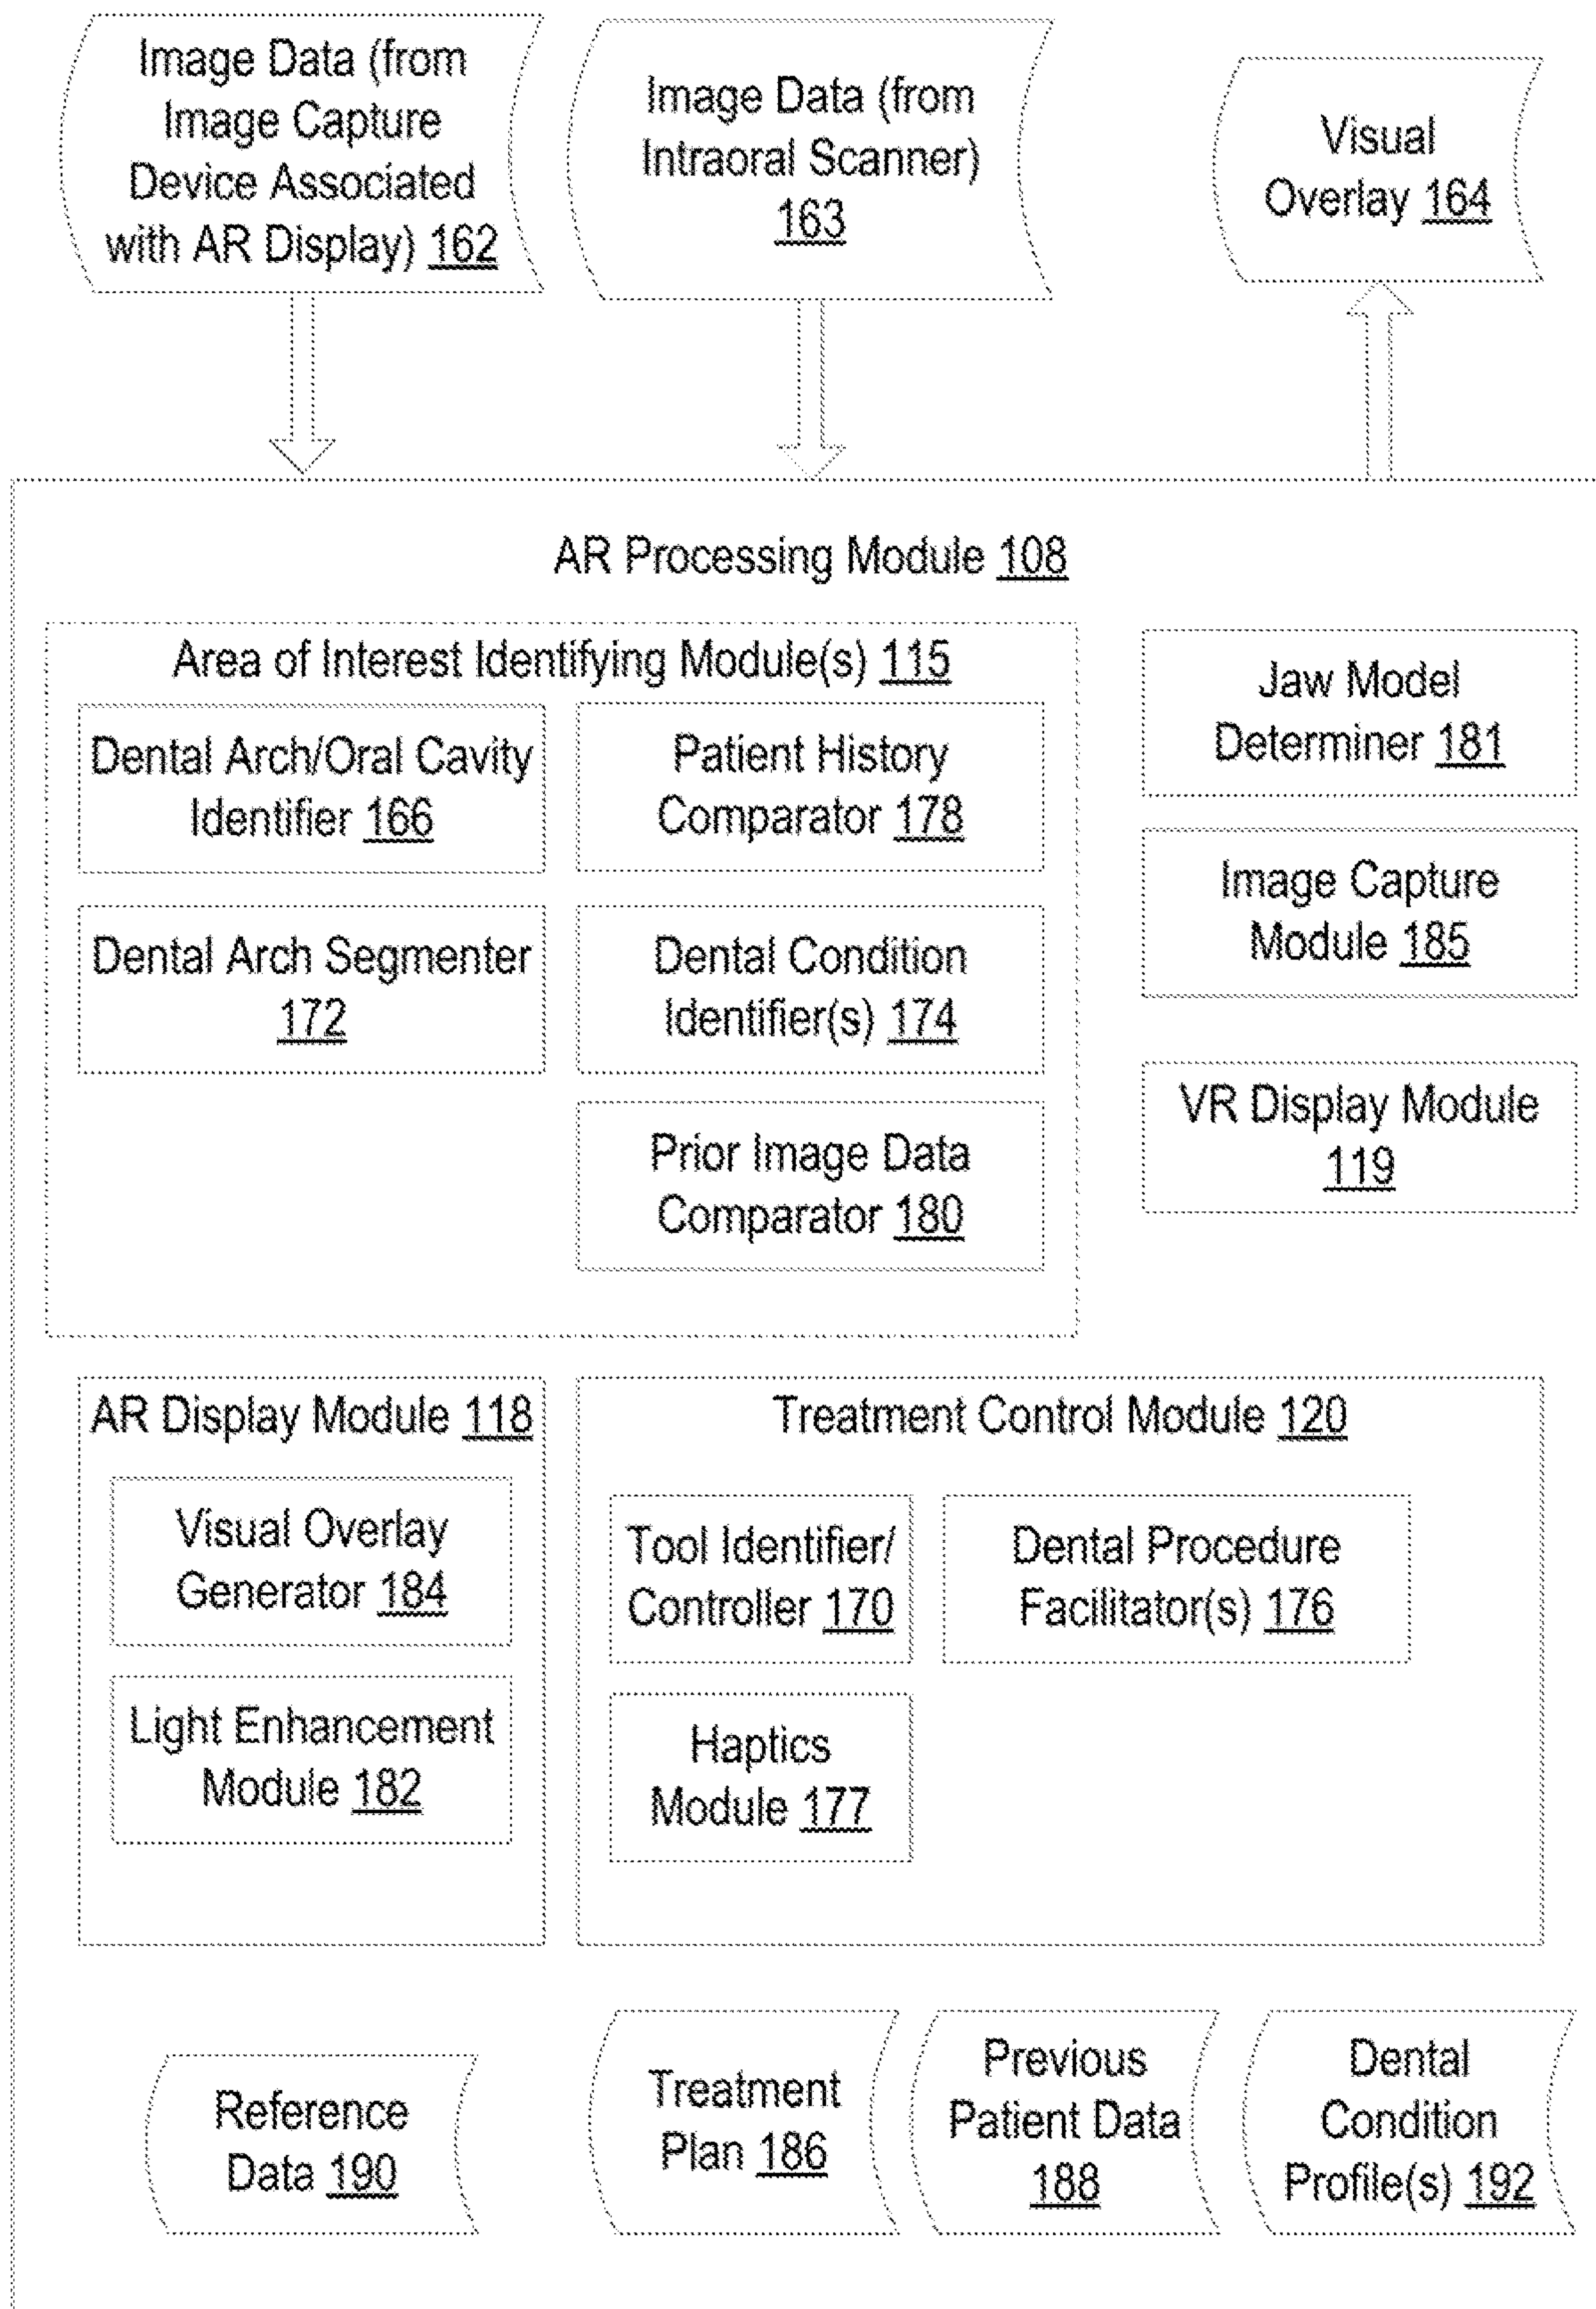 Image Data (from
Image Capture
Device Associated
with AR Display) 162
Image Data (from
Intraoral Scanner)
163
Visual
Overlay 164
AR Processing Module 108
Area of Interest Identifying Module(s) 115
Dental Arch/Oral Cavity
Identifier 166
Patient History
Comparator 178
Dental Arch Segmenter
172
Dental Condition
Identifier(s) 174
Prior Image Data
Comparator 180
Jaw Model
Determiner 181
Image Capture
Module 185
VR Display Module
119
AR Display Module 118
Visual Overlay
Generator 184
Light Enhancement
Module 182
Treatment Control Module 120
Tool Identifier/
Controller 170
Dental Procedure
Facilitator(s) 176
Haptics
Module 177
Reference
Data 190
Treatment
Plan 186
Previous
Patient Data
188
Dental
Condition
Profile(s) 192